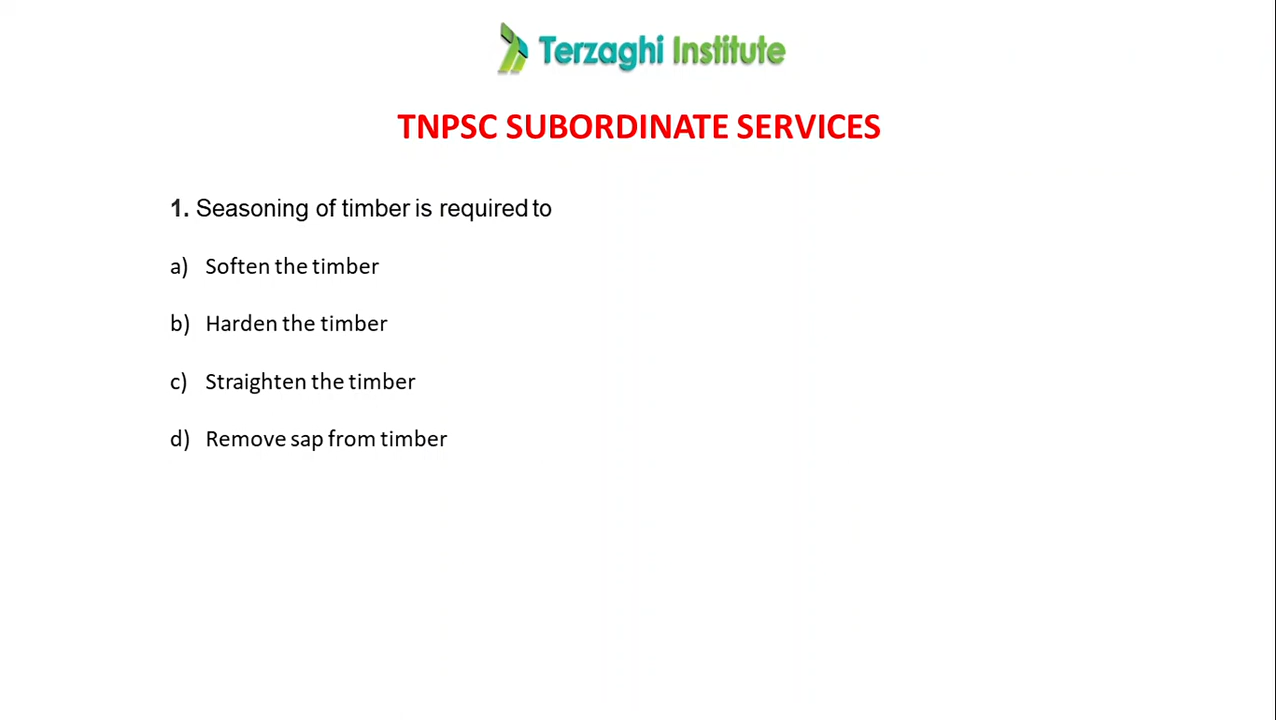 Terzaghi Institute
TNPSC SUBORDINATE SERVICES
1. Seasoning of timber is required to
a) Soften the timber
b) Harden the timber
c) Straighten the timber
d) Remove sap from timber